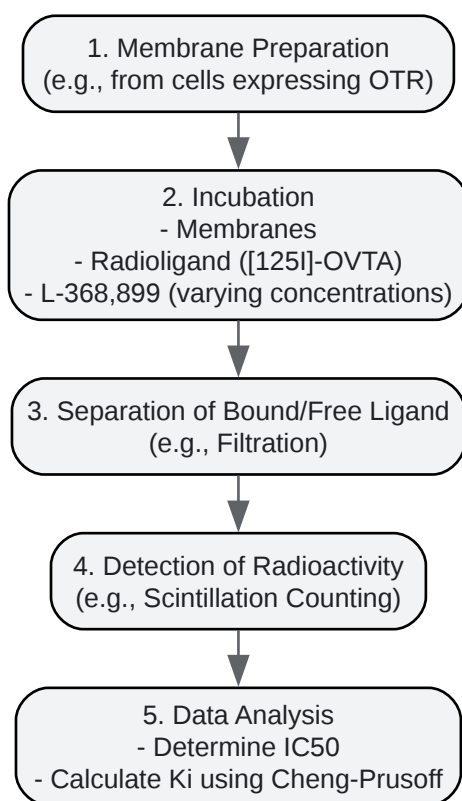 1. Membrane Preparation
(e.g., from cells expressing OTR)
2. Incubation
- Membranes
- Radioligand ([125I]-OVTA)
- L-368,899 (varying concentrations)
3. Separation of Bound/Free Ligand
(e.g., Filtration)
4. Detection of Radioactivity
(e.g., Scintillation Counting)
5. Data Analysis
- Determine IC50
- Calculate Ki using Cheng-Prusoff